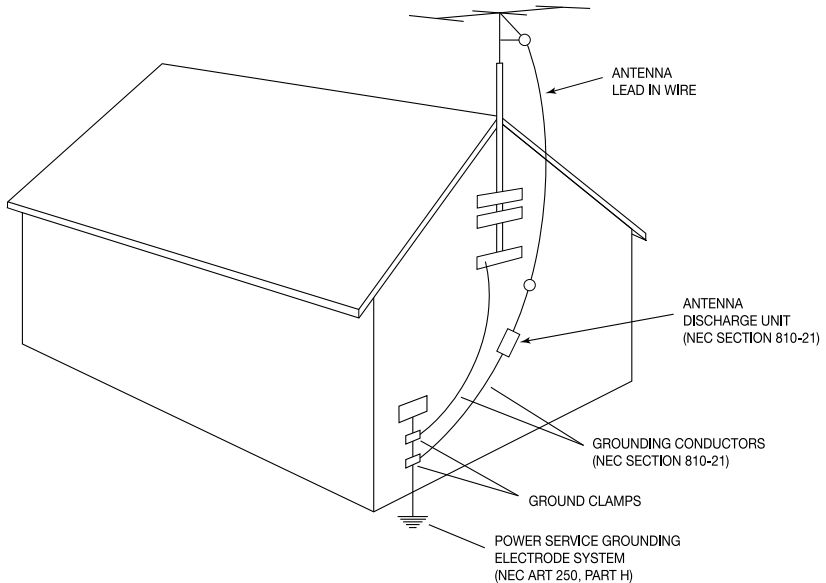 ANTENNA
LEAD IN WIRE
ANTENNA
DISCHARGE UNIT
(NEC SECTION 810-21)
GROUNDING CONDUCTORS
(NEC SECTION 810-21)
GROUND CLAMPS
POWER SERVICE GROUNDING
ELECTRODE SYSTEM
(NEC ART 250, PART H)